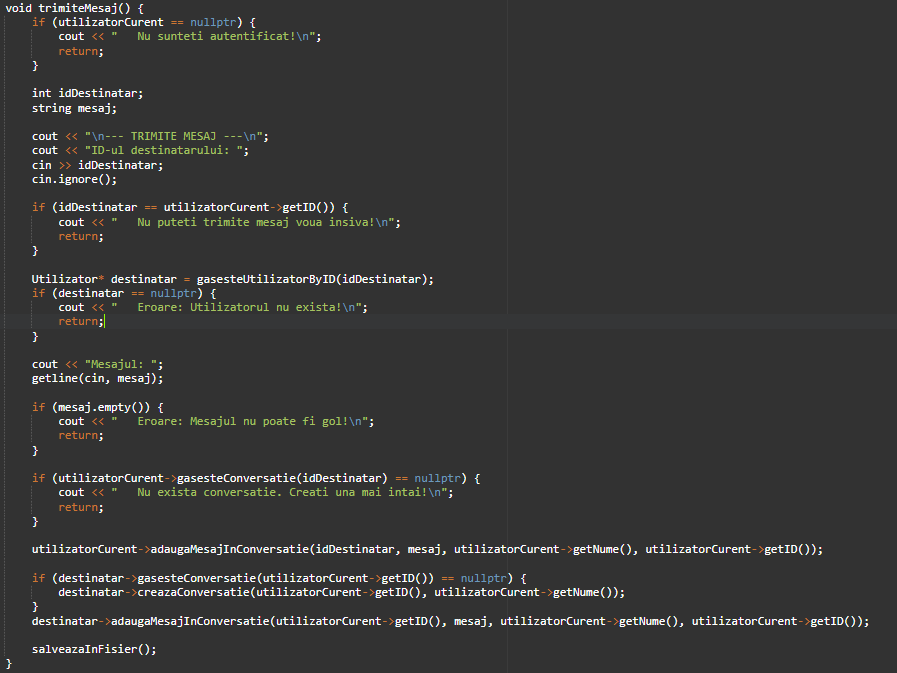 void trimiteMesaj() {
    if (utilizatorCurent == nullptr) {
        cout << "   Nu sunteti autentificat!\n";
        return;
    }

    int idDestinatar;
    string mesaj;

    cout << "\n--- TRIMITE MESAJ ---\n";
    cout << "ID-ul destinatarului: ";
    cin >> idDestinatar;
    cin.ignore();

    if (idDestinatar == utilizatorCurent->getID()) {
        cout << "   Nu puteti trimite mesaj voua insiva!\n";
        return;
    }

    Utilizator* destinatar = gasesteUtilizatorByID(idDestinatar);
    if (destinatar == nullptr) {
        cout << "   Eroare: Utilizatorul nu exista!\n";
        return;
    }

    cout << "Mesajul: ";
    getline(cin, mesaj);

    if (mesaj.empty()) {
        cout << "   Eroare: Mesajul nu poate fi gol!\n";
        return;
    }

    if (utilizatorCurent->gasesteConversatie(idDestinatar) == nullptr) {
        cout << "   Nu exista conversatie. Creati una mai intai!\n";
        return;
    }

    utilizatorCurent->adaugaMesajInConversatie(idDestinatar, mesaj, utilizatorCurent->getNume(), utilizatorCurent->getID());

    if (destinatar->gasesteConversatie(utilizatorCurent->getID()) == nullptr) {
        destinatar->creazaConversatie(utilizatorCurent->getID(), utilizatorCurent->getNume());
    }
    destinatar->adaugaMesajInConversatie(utilizatorCurent->getID(), mesaj, utilizatorCurent->getNume(), utilizatorCurent->getID());

    salveazaInFisier();
}